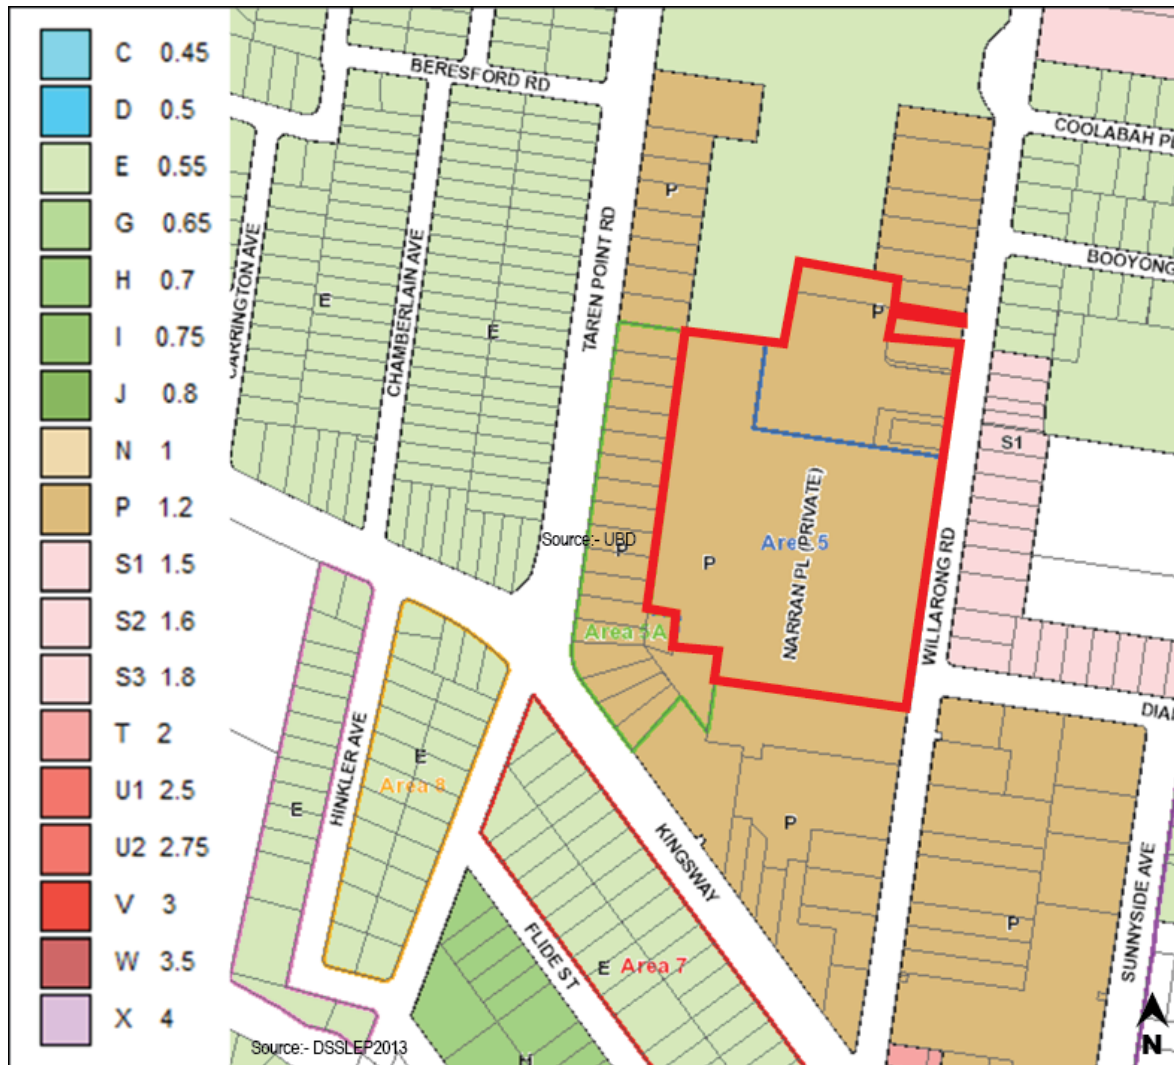 C 0.45
D 0.5
E 0.55
G 0.65
H 0.7
I 0.75
J 0.8
N 1
P 1.2
S1 1.5
S2 1.6
S3 1.8
T 2
U1 2.5
U2 2.75
V 3
W 3.5
X 4
BERESFORD RD
COOLABAH PL
P
BOOYONG
CARRINGTON AVE
CHAMBERLAIN AVE
TAREN POINT RD
E
E
P
S1
Source:- UBD
P
P
Area 5
NARRAN PL (PRIVATE)
WILLARONG RD
Area 5A
DIA
HINKLER AVE
E
Area 8
E
KINGSWAY
P
SUNNYSIDE AVE
P
FLIDE ST
E Area 7
H
N
Source:- DSSLEP2013